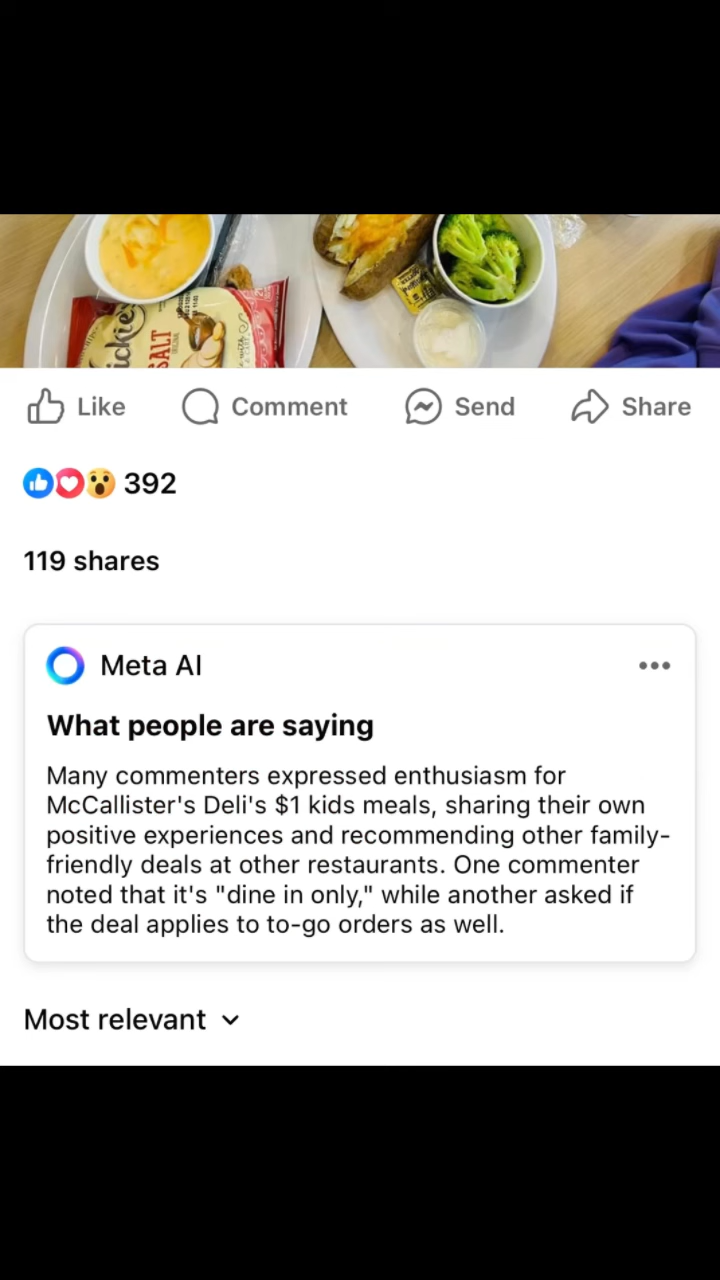 ickie
SALT
ORIGINAL
Like
Comment
Send
Share
392
119 shares
Meta AI
What people are saying
Many commenters expressed enthusiasm for
McCallister's Deli's $1 kids meals, sharing their own
positive experiences and recommending other family-
friendly deals at other restaurants. One commenter
noted that it's "dine in only," while another asked if
the deal applies to to-go orders as well.
Most relevant